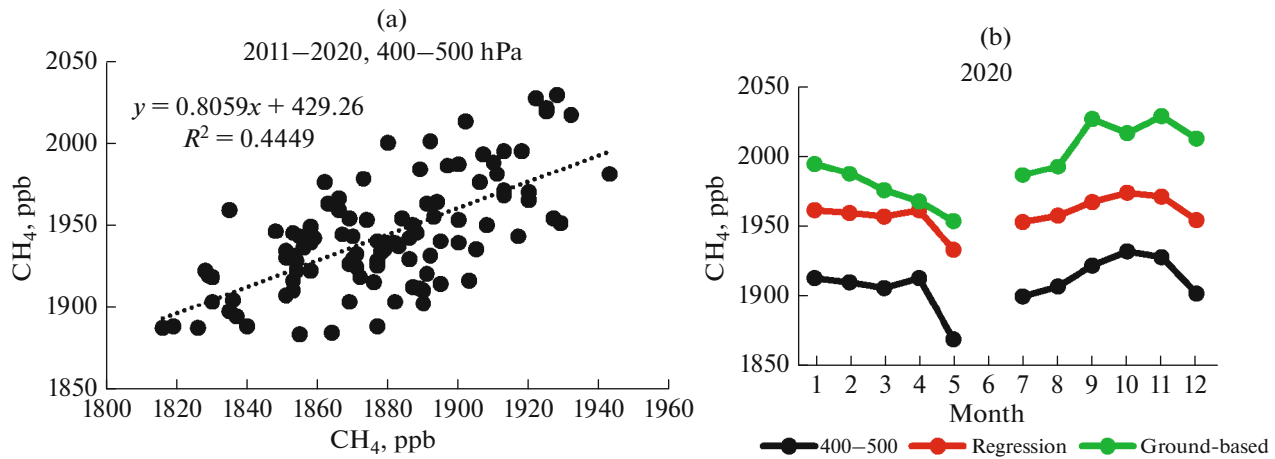 (a)
2011–2020, 400–500 hPa
2050
2000
1950
1900
1850
CH₄, ppb
y = 0.8059x + 429.26
R² = 0.4449
1800 1820 1840 1860 1880 1900 1920 1940 1960
CH₄, ppb
(b)
2020
2050
2000
1950
1900
1850
CH₄, ppb
1 2 3 4 5 6 7 8 9 10 11 12
Month
400–500 Regression Ground-based